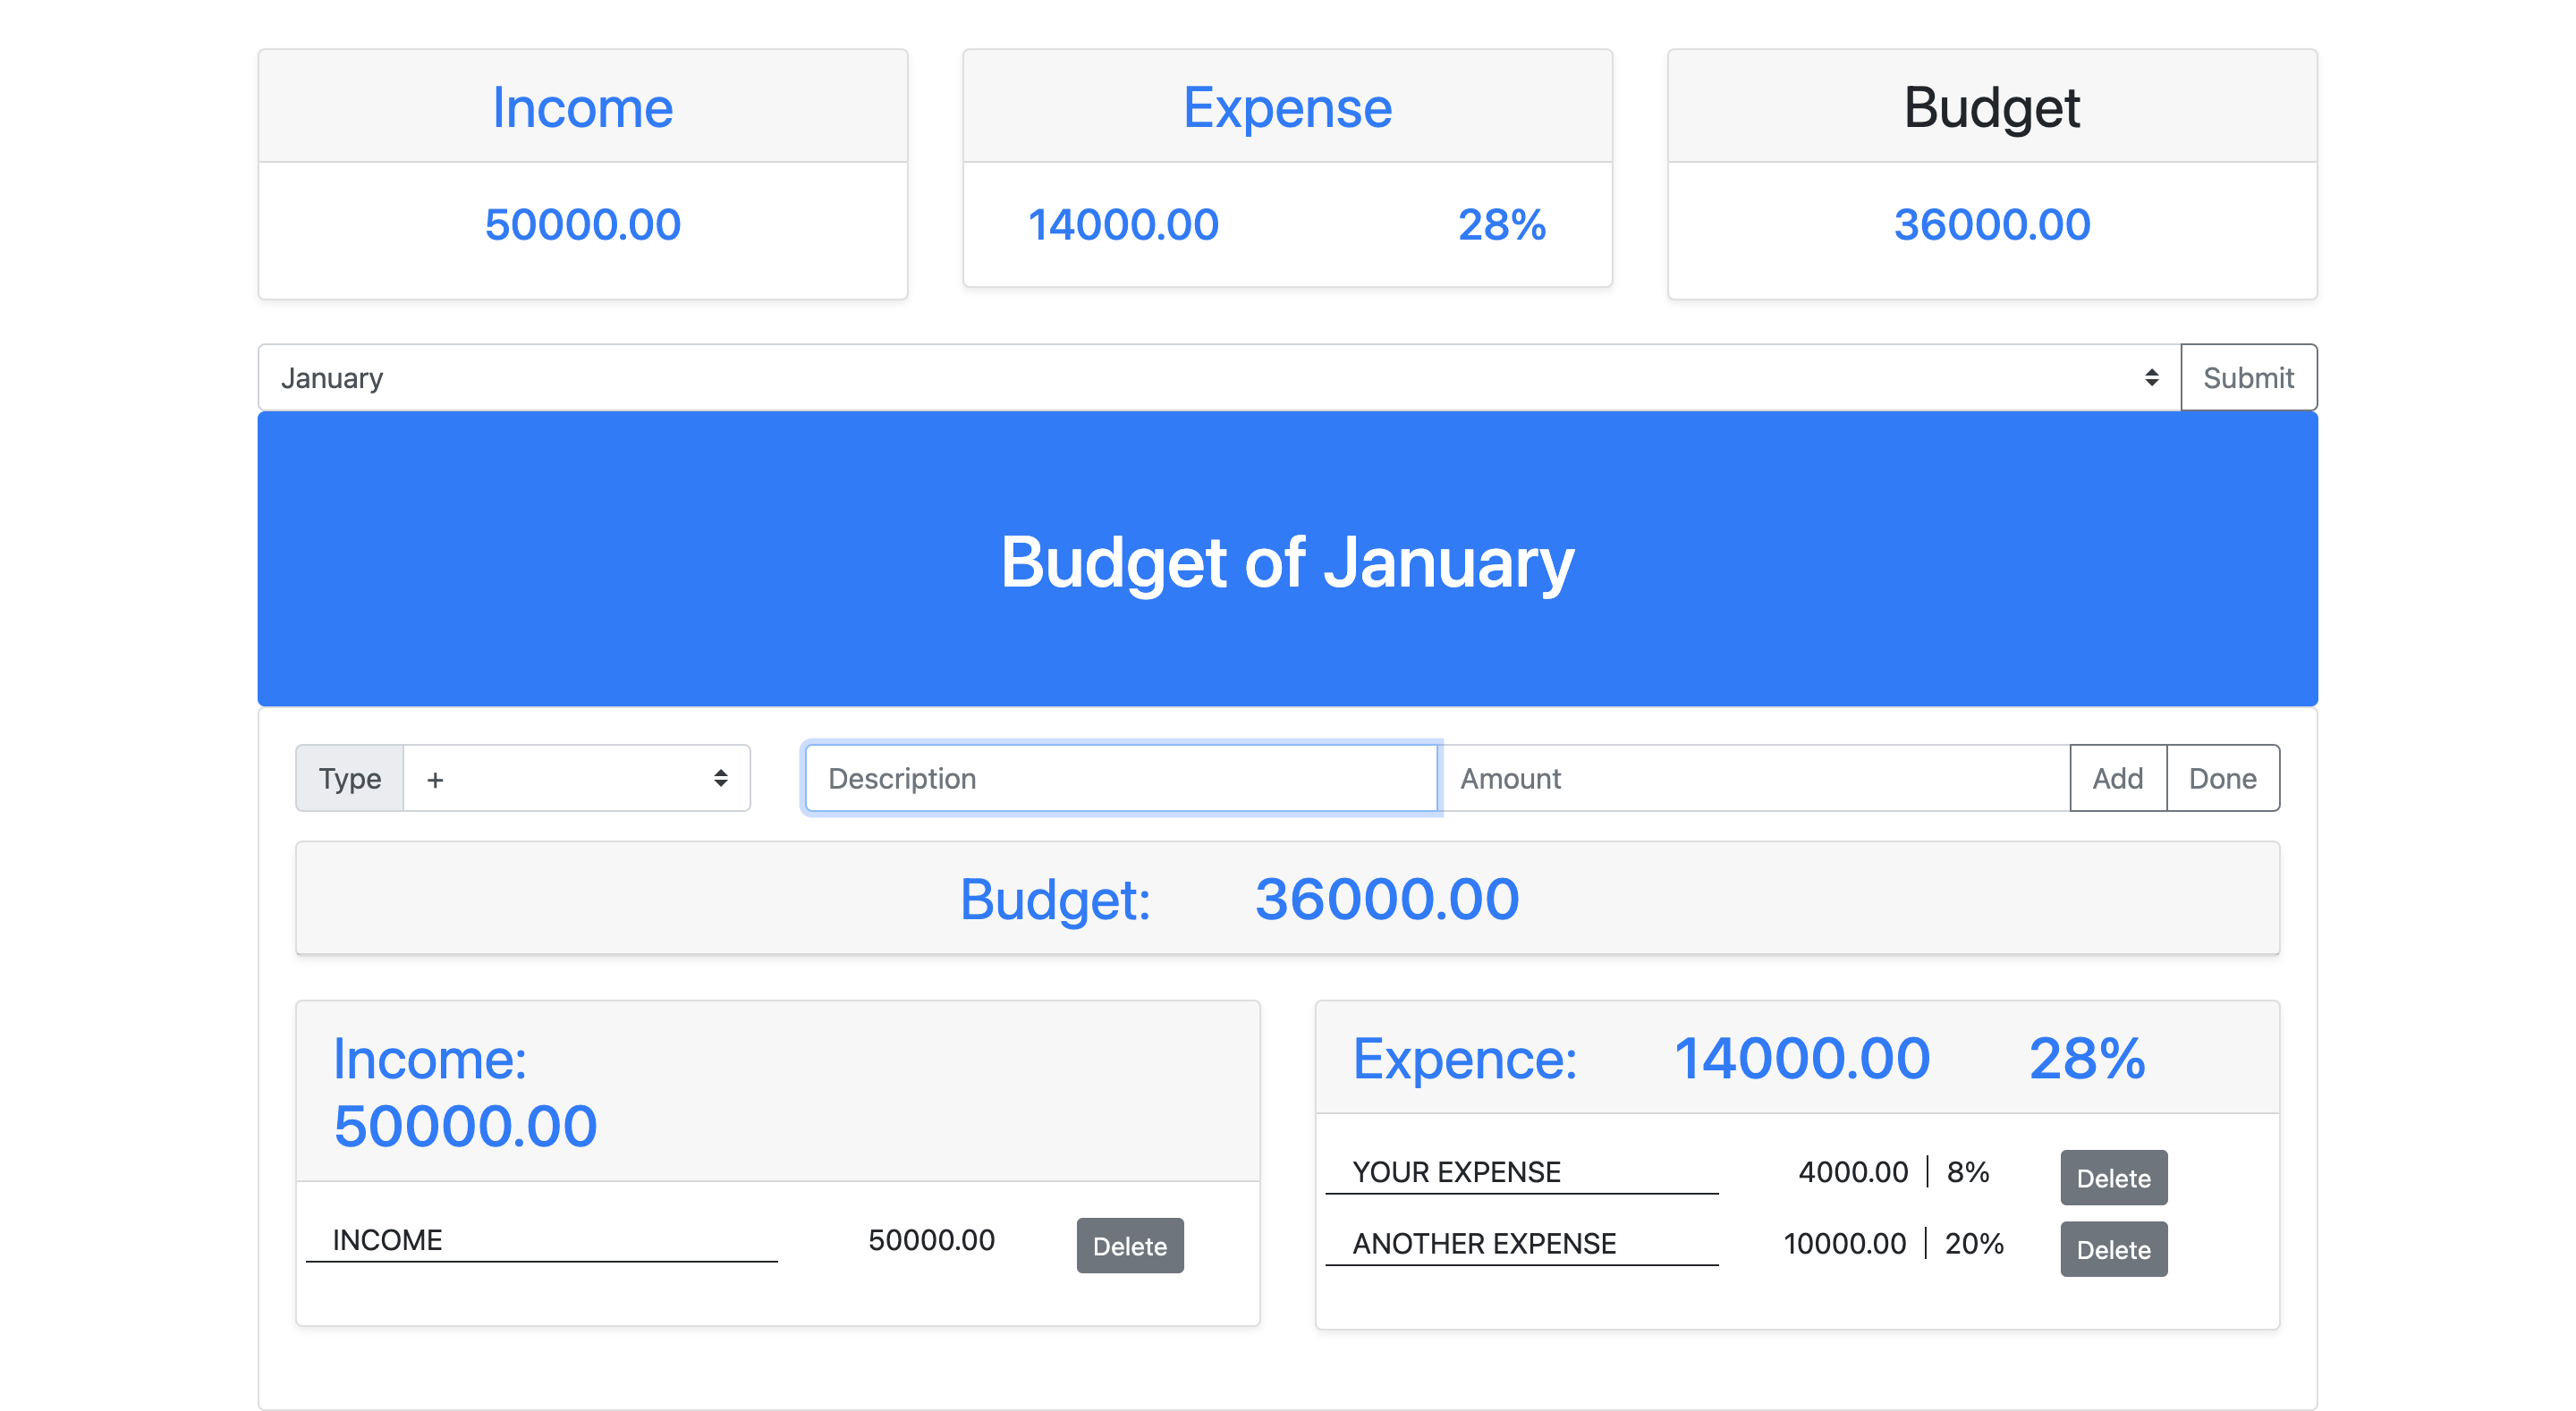 Income
50000.00
Expense
14000.00 28%
Budget
36000.00
January
Submit
Budget of January
Type +
Description
Amount
Add
Done
Budget: 36000.00
Income:
50000.00
INCOME 50000.00 Delete
Expence: 14000.00 28%
YOUR EXPENSE 4000.00 | 8% Delete
ANOTHER EXPENSE 10000.00 | 20% Delete